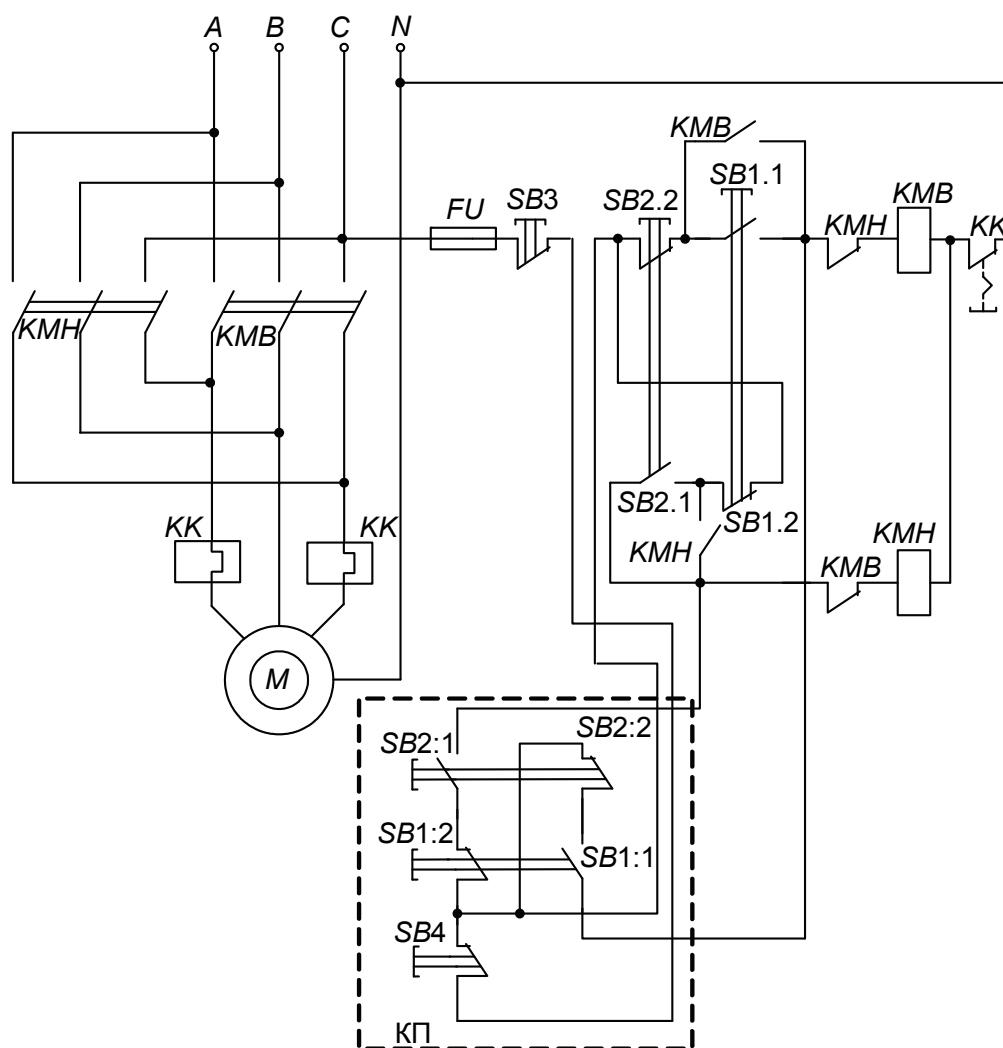 A B C N
KMB
SB1.1
SB2.2
KMB
FU
SB3
KMH
KK
KMH
KMB
SB2.1
SB1.2
KMH
KMH
KMB
KK
KK
M
SB2:2
SB2:1
SB1:2
SB1:1
SB4
КП